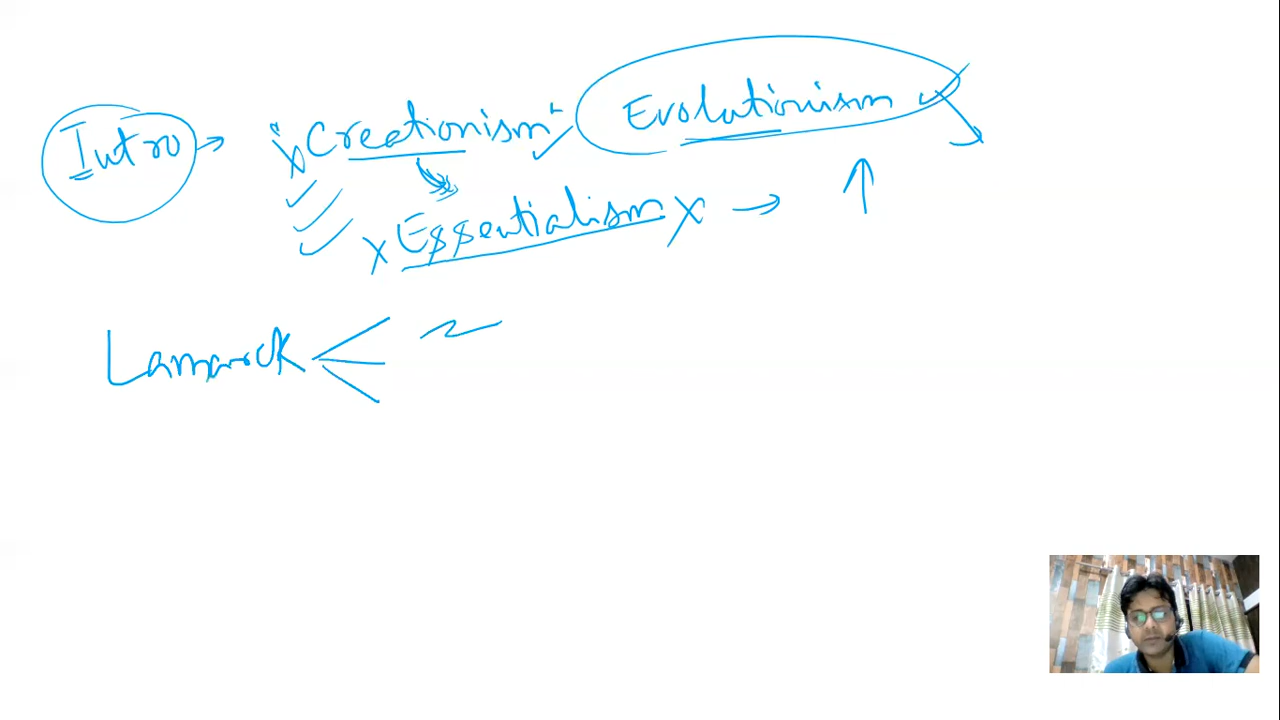 Intro → x Creationism Evolutionism
x Essentialism x →
Lamarck